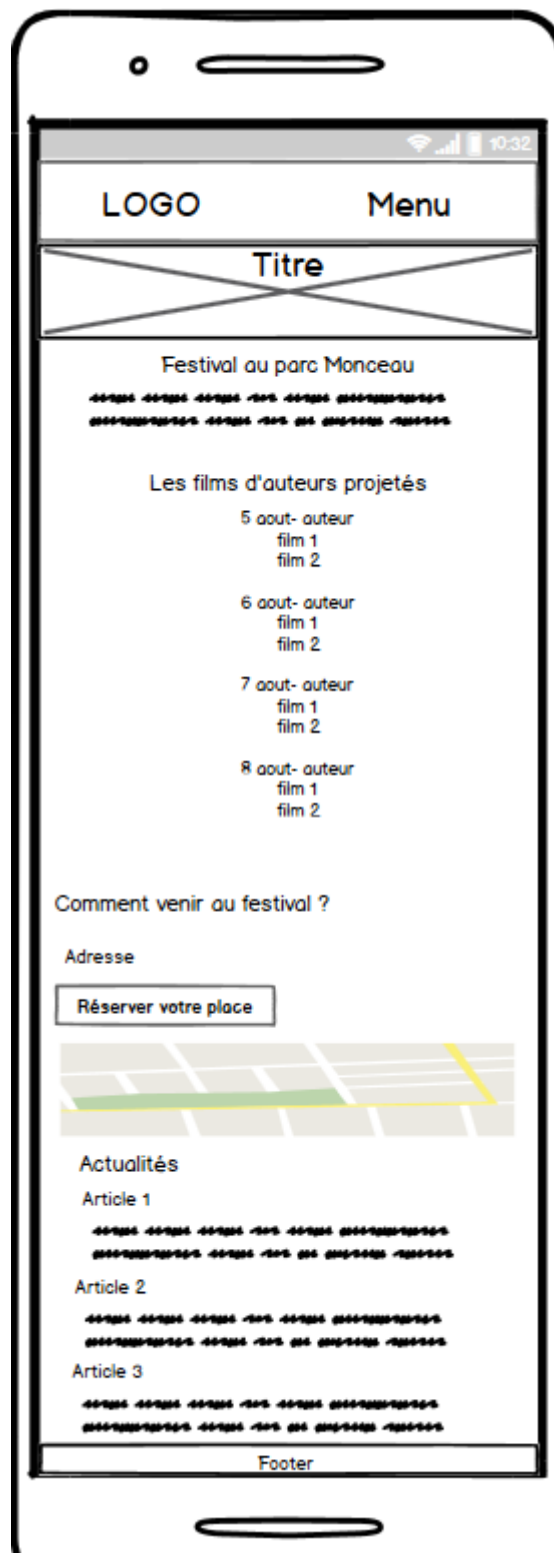 10:32
LOGO Menu
Titre
Festival au parc Monceau
Les films d'auteurs projetés
5 aout- auteur
film 1
film 2
6 aout- auteur
film 1
film 2
7 aout- auteur
film 1
film 2
8 aout- auteur
film 1
film 2
Comment venir au festival ?
Adresse
Réserver votre place
Actualités
Article 1
Article 2
Article 3
Footer